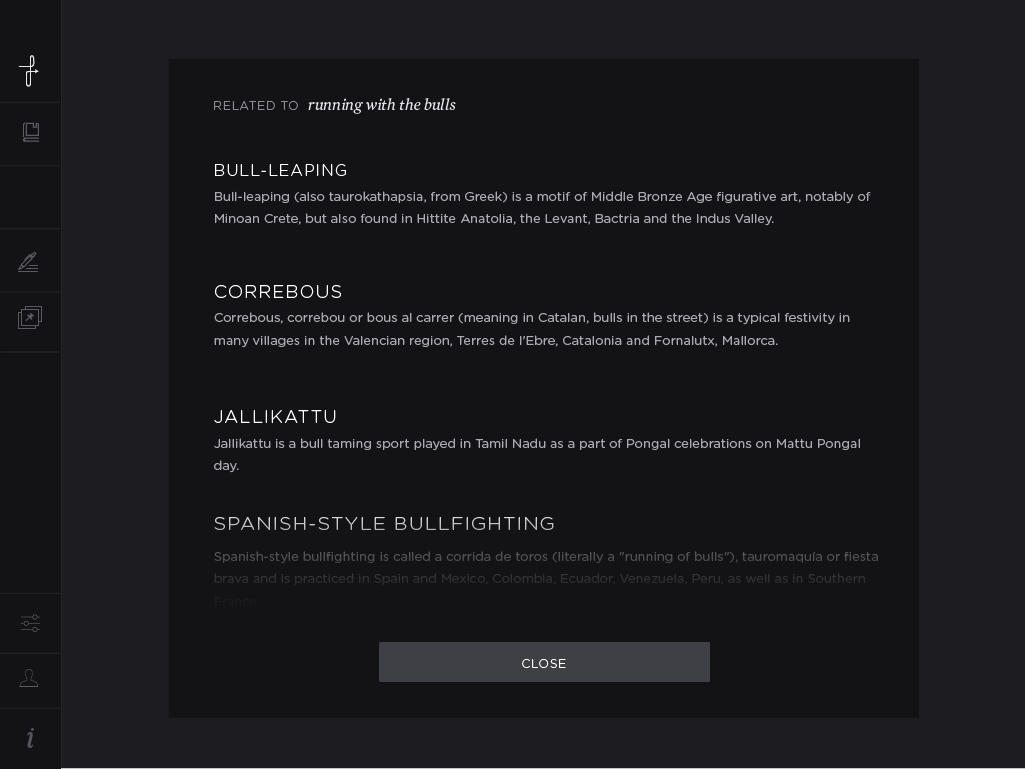 RELATED TO running with the bulls
BULL-LEAPING
Bull-leaping (also taurokathapsia, from Greek) is a motif of Middle Bronze Age figurative art, notably of
Minoan Crete, but also found in Hittite Anatolia, the Levant, Bactria and the Indus Valley.
CORREBOUS
Correbous, correbou or bous al carrer (meaning in Catalan, bulls in the street) is a typical festivity in
many villages in the Valencian region, Terres de l'Ebre, Catalonia and Fornalutx, Mallorca.
JALLIKATTU
Jallikattu is a bull taming sport played in Tamil Nadu as a part of Pongal celebrations on Mattu Pongal
day.
SPANISH-STYLE BULLFIGHTING
Spanish-style bullfighting is called a corrida de toros (literally a "running of bulls"), tauromaquía or fiesta
brava and is practiced in Spain and Mexico, Colombia, Ecuador, Venezuela, Peru, as well as in Southern
France.
CLOSE
i